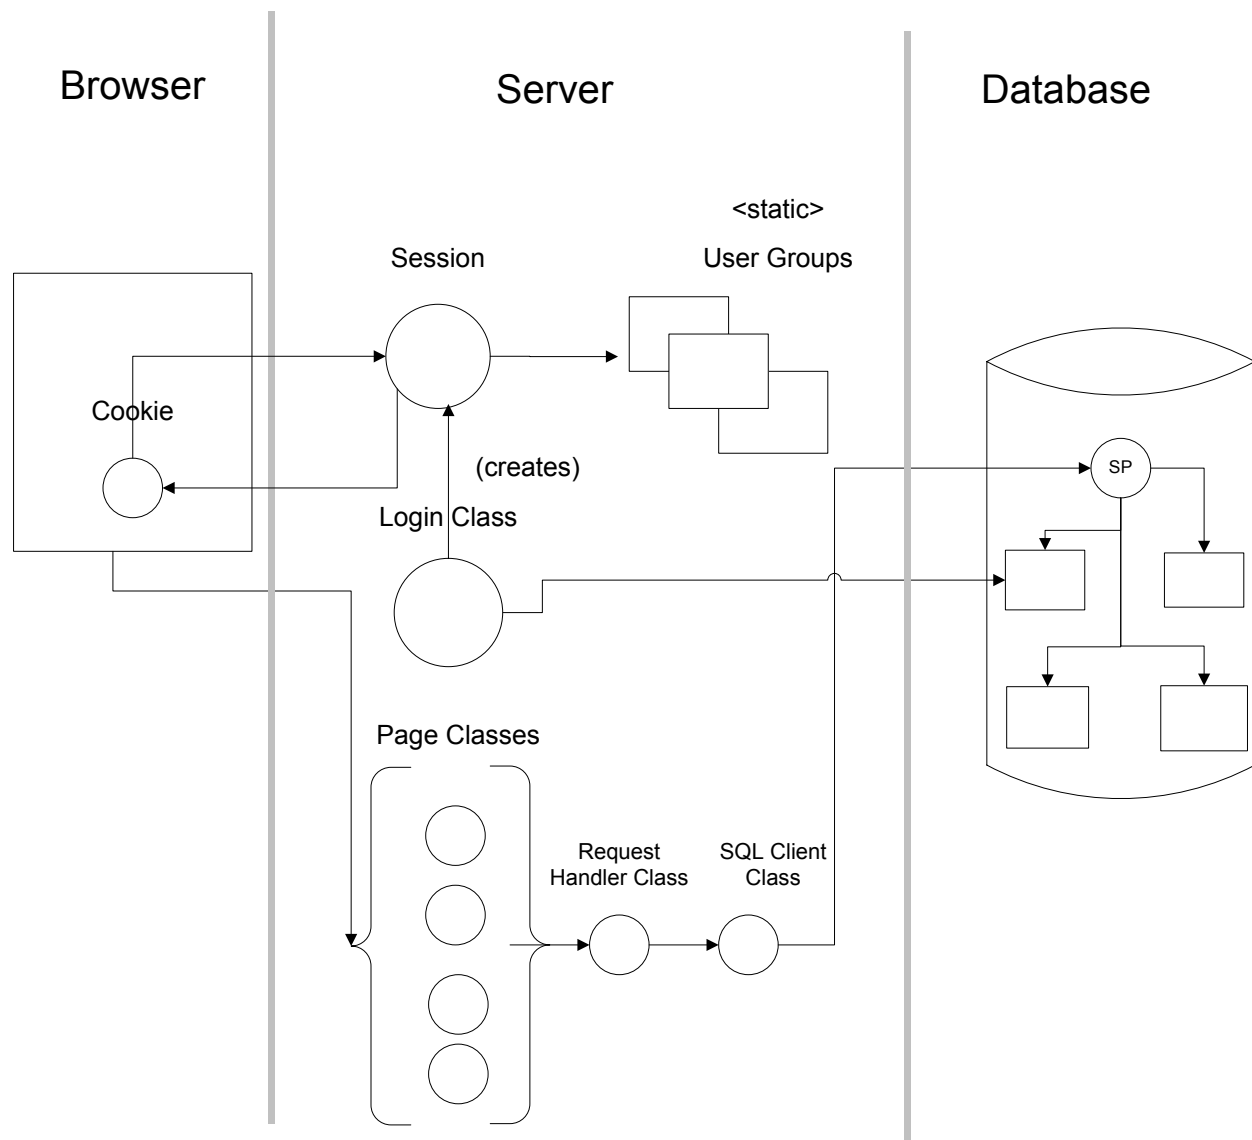 Browser
Server
Database
<static>
User Groups
Session
Cookie
(creates)
SP
Login Class
Page Classes
Request
Handler Class
SQL Client
Class